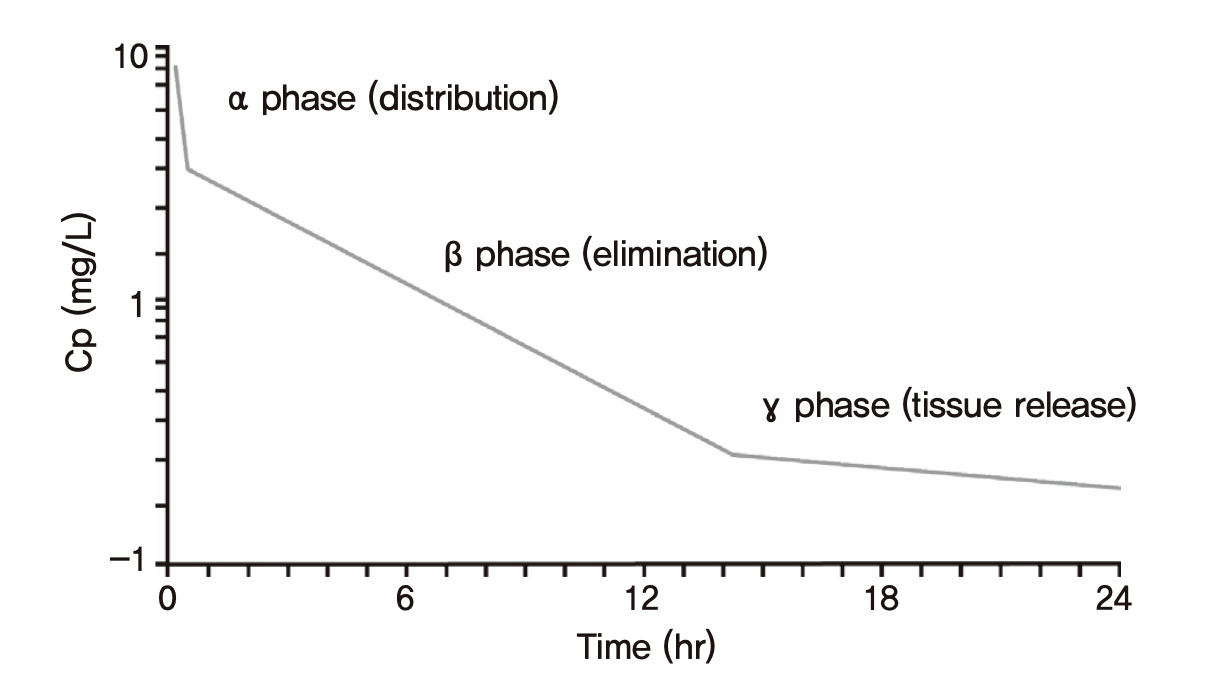 10
α phase (distribution)
β phase (elimination)
Cp (mg/L)
1
ɣ phase (tissue release)
–1
0 6 12 18 24
Time (hr)